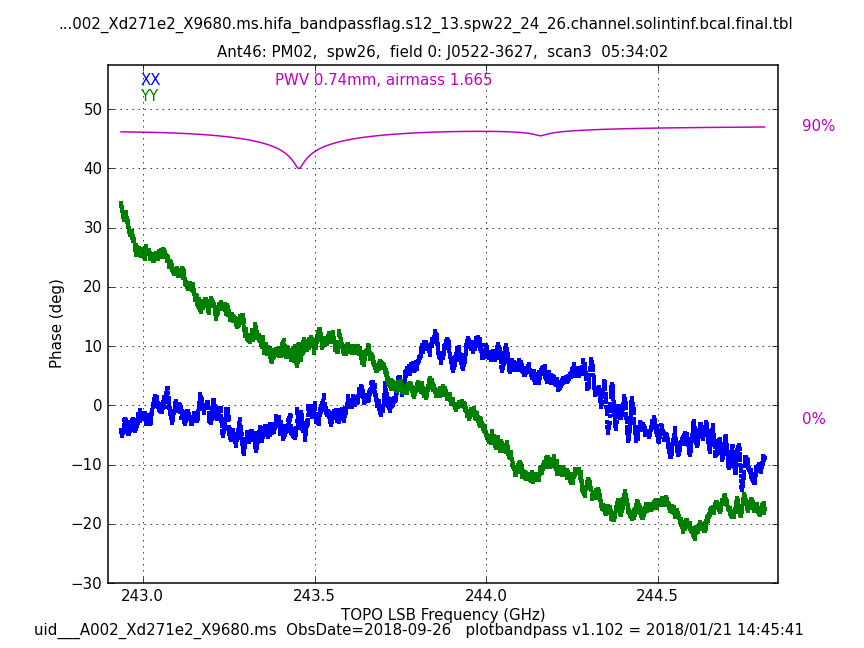 ...002_Xd271e2_X9680.ms.hifa_bandpassflag.s12_13.spw22_24_26.channel.solintinf.bcal.final.tbl
Ant46: PM02,  spw26,  field 0: J0522-3627,  scan3  05:34:02
XX
PWV 0.74mm, airmass 1.665
YY
50
90%
40
30
20
Phase (deg)
10
0
0%
−10
−20
−30
243.0 243.5 244.0 244.5
TOPO LSB Frequency (GHz)
uid___A002_Xd271e2_X9680.ms  ObsDate=2018-09-26   plotbandpass v1.102 = 2018/01/21 14:45:41